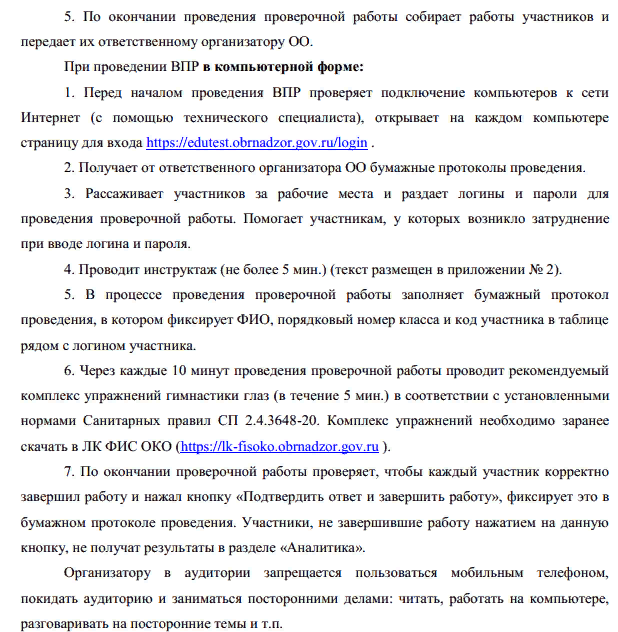 5. По окончании проведения проверочной работы собирает работы участников и
передает их ответственному организатору ОО.
При проведении ВПР в компьютерной форме:
1. Перед началом проведения ВПР проверяет подключение компьютеров к сети
Интернет (с помощью технического специалиста), открывает на каждом компьютере
страницу для входа https://edutest.obrnadzor.gov.ru/login .
2. Получает от ответственного организатора ОО бумажные протоколы проведения.
3. Рассаживает участников за рабочие места и раздает логины и пароли для
проведения проверочной работы. Помогает участникам, у которых возникло затруднение
при вводе логина и пароля.
4. Проводит инструктаж (не более 5 мин.) (текст размещен в приложении № 2).
5. В процессе проведения проверочной работы заполняет бумажный протокол
проведения, в котором фиксирует ФИО, порядковый номер класса и код участника в таблице
рядом с логином участника.
6. Через каждые 10 минут проведения проверочной работы проводит рекомендуемый
комплекс упражнений гимнастики глаз (в течение 5 мин.) в соответствии с установленными
нормами Санитарных правил СП 2.4.3648-20. Комплекс упражнений необходимо заранее
скачать в ЛК ФИС ОКО (https://lk-fisoko.obrnadzor.gov.ru ).
7. По окончании проверочной работы проверяет, чтобы каждый участник корректно
завершил работу и нажал кнопку «Подтвердить ответ и завершить работу», фиксирует это в
бумажном протоколе проведения. Участники, не завершившие работу нажатием на данную
кнопку, не получат результаты в разделе «Аналитика».
Организатору в аудитории запрещается пользоваться мобильным телефоном,
покидать аудиторию и заниматься посторонними делами: читать, работать на компьютере,
разговаривать на посторонние темы и т.п.